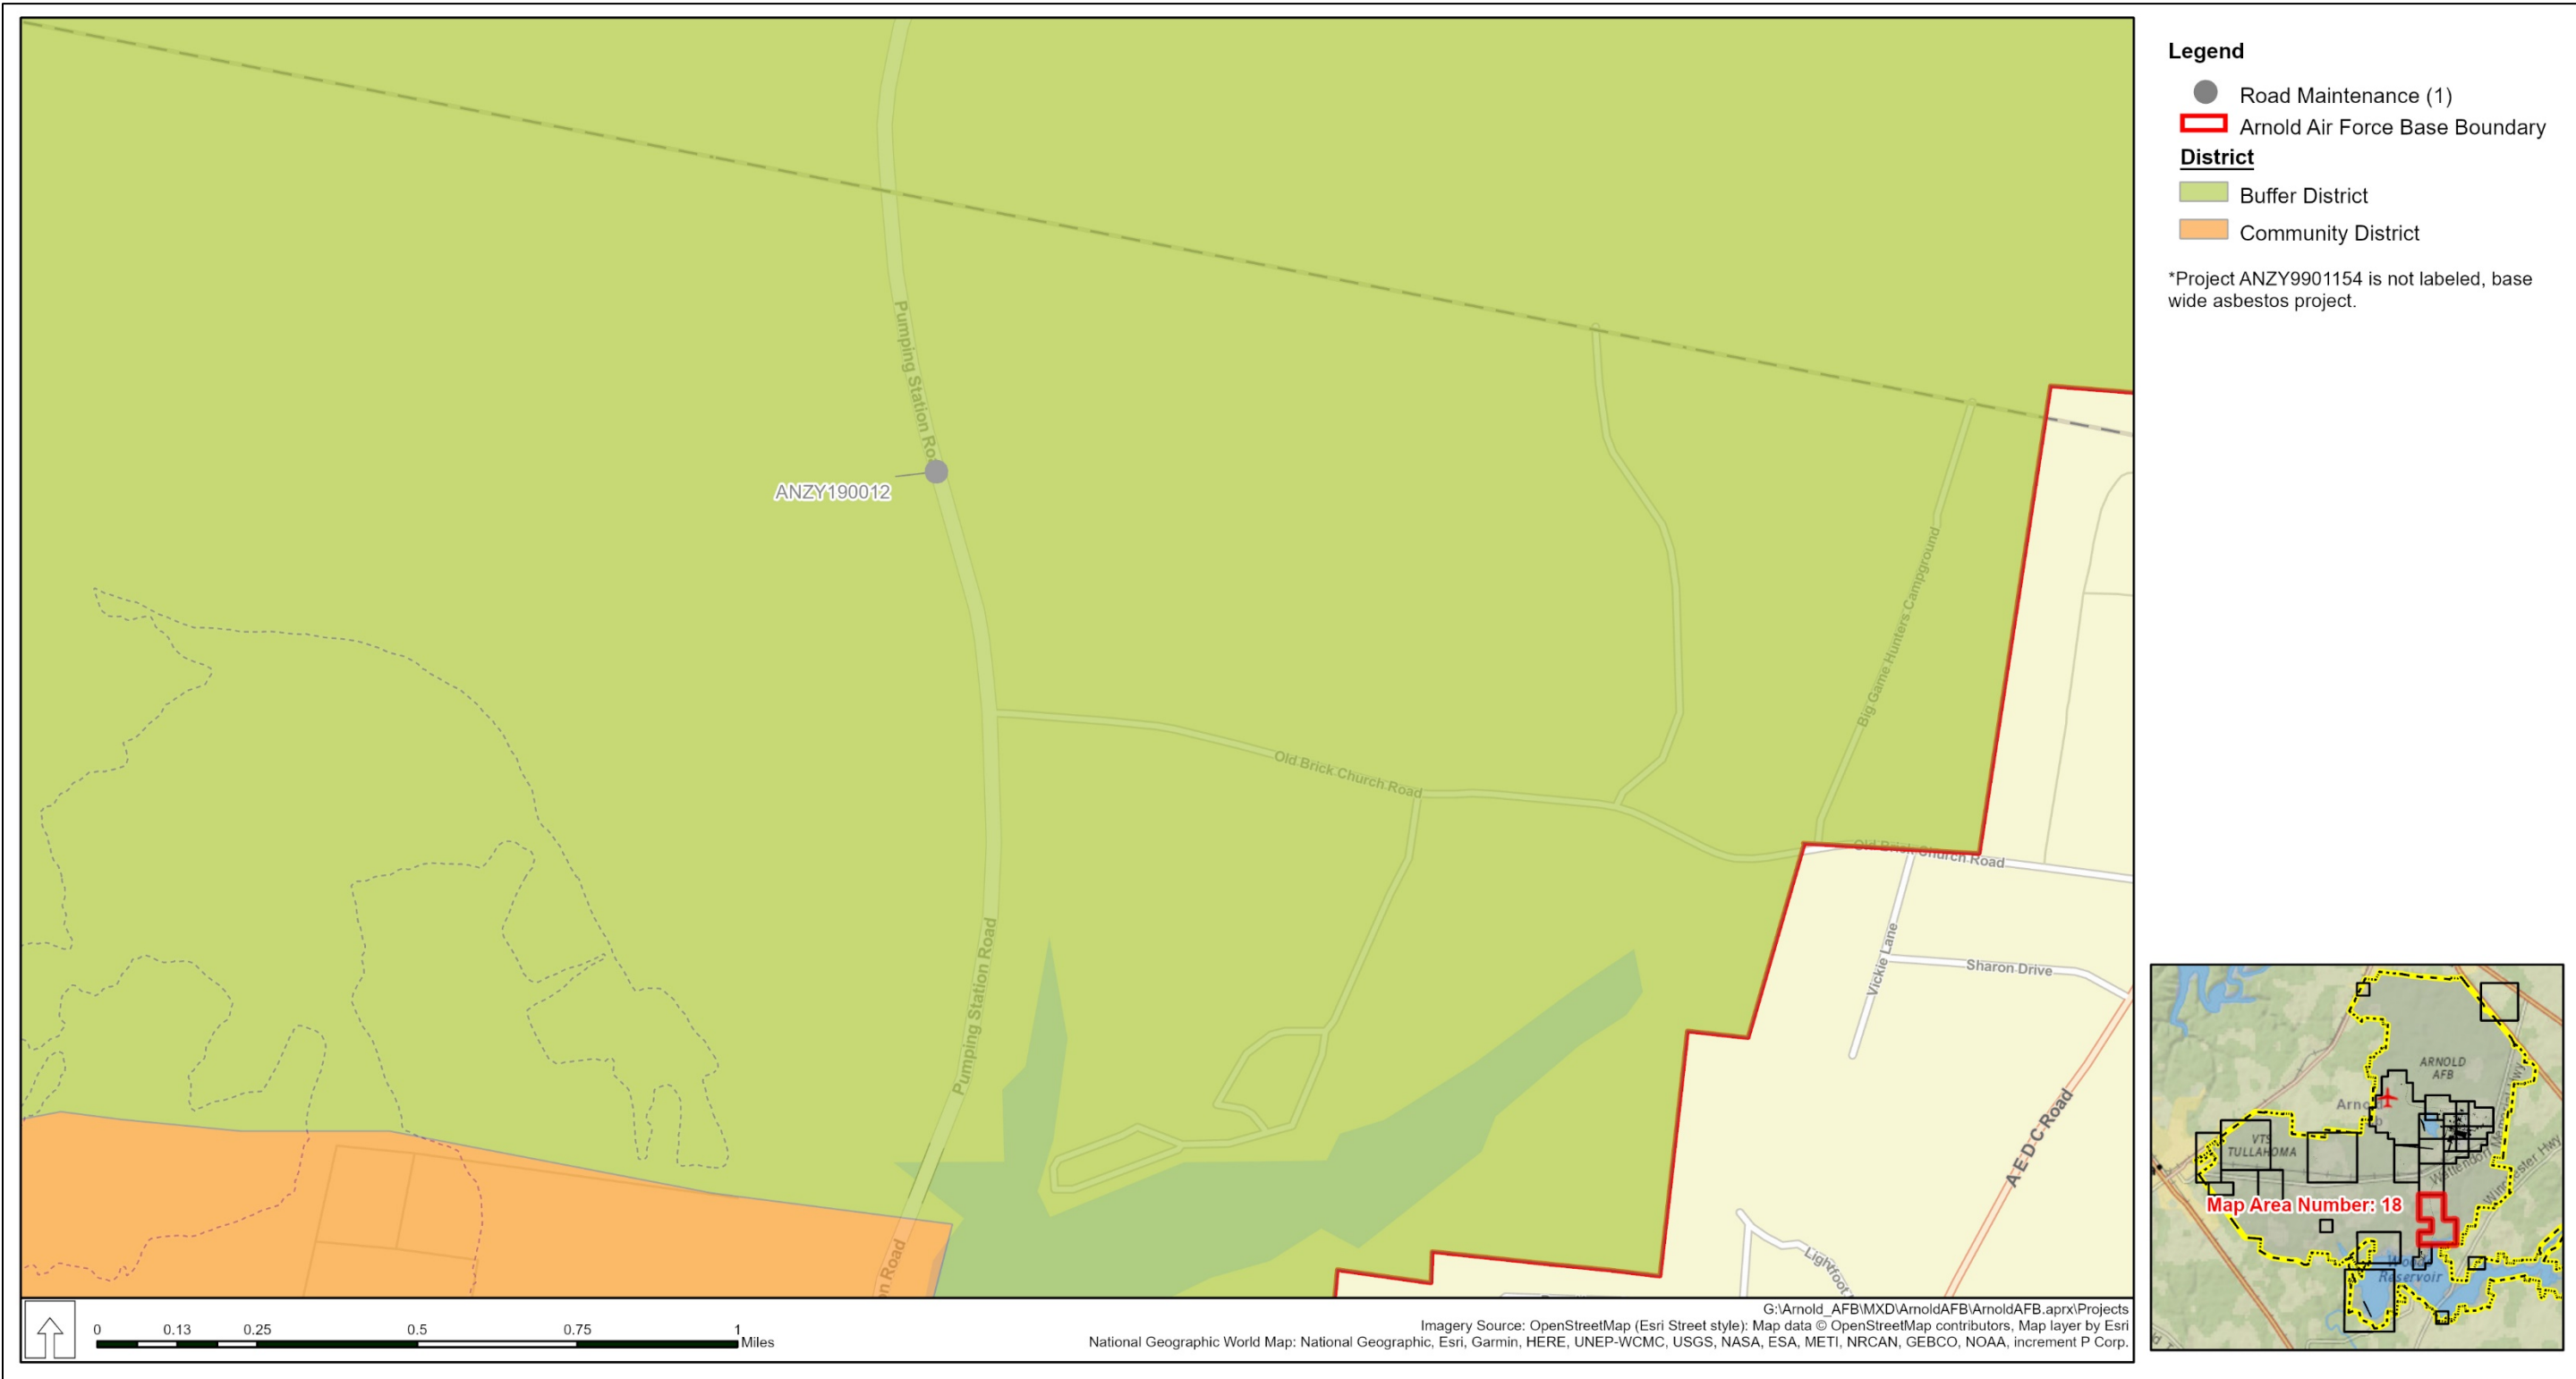 Legend
Road Maintenance (1)
Arnold Air Force Base Boundary
District
Buffer District
Community District
*Project ANZY9901154 is not labeled, base
wide asbestos project.
Pumping Station Ro
ANZY190012
Big Game Hunters Campground
Old Brick Church Road
Old Brick Church Road
Pumping Station Road
Vickie Lane
Sharon Drive
A E D C Road
Lightfoot
on Road
0 0.13 0.25 0.5 0.75 1
Miles
G:\Arnold_AFB\MXD\ArnoldAFB\ArnoldAFB.aprx\Projects
Imagery Source: OpenStreetMap (Esri Street style): Map data © OpenStreetMap contributors, Map layer by Esri
National Geographic World Map: National Geographic, Esri, Garmin, HERE, UNEP-WCMC, USGS, NASA, ESA, METI, NRCAN, GEBCO, NOAA, increment P Corp.
ARNOLD
AFB
VTS
TULLAHOMA
Map Area Number: 18
Reservoir